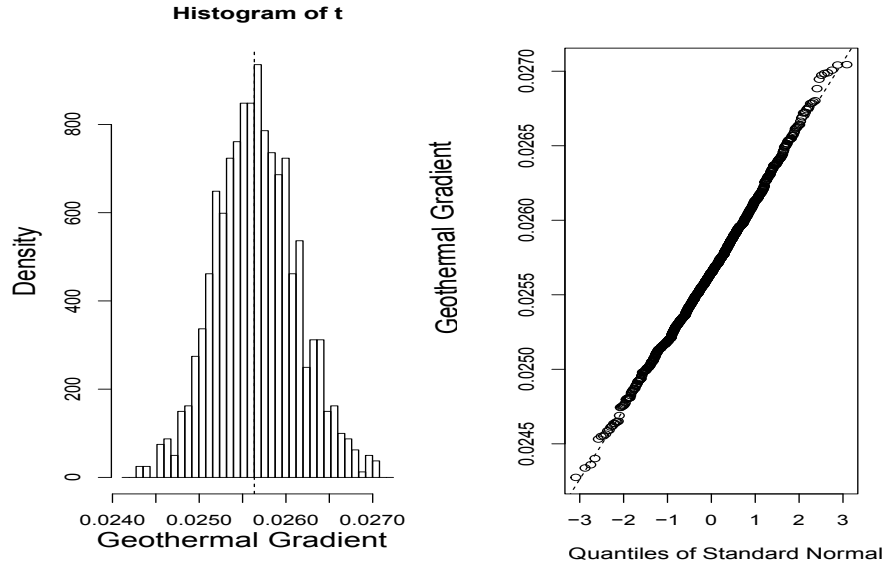 Histogram of t
Density
0 200 400 600 800
0.0240 0.0250 0.0260 0.0270
Geothermal Gradient
Geothermal Gradient
0.0245 0.0250 0.0255 0.0260 0.0265 0.0270
−3 −2 −1 0 1 2 3
Quantiles of Standard Normal